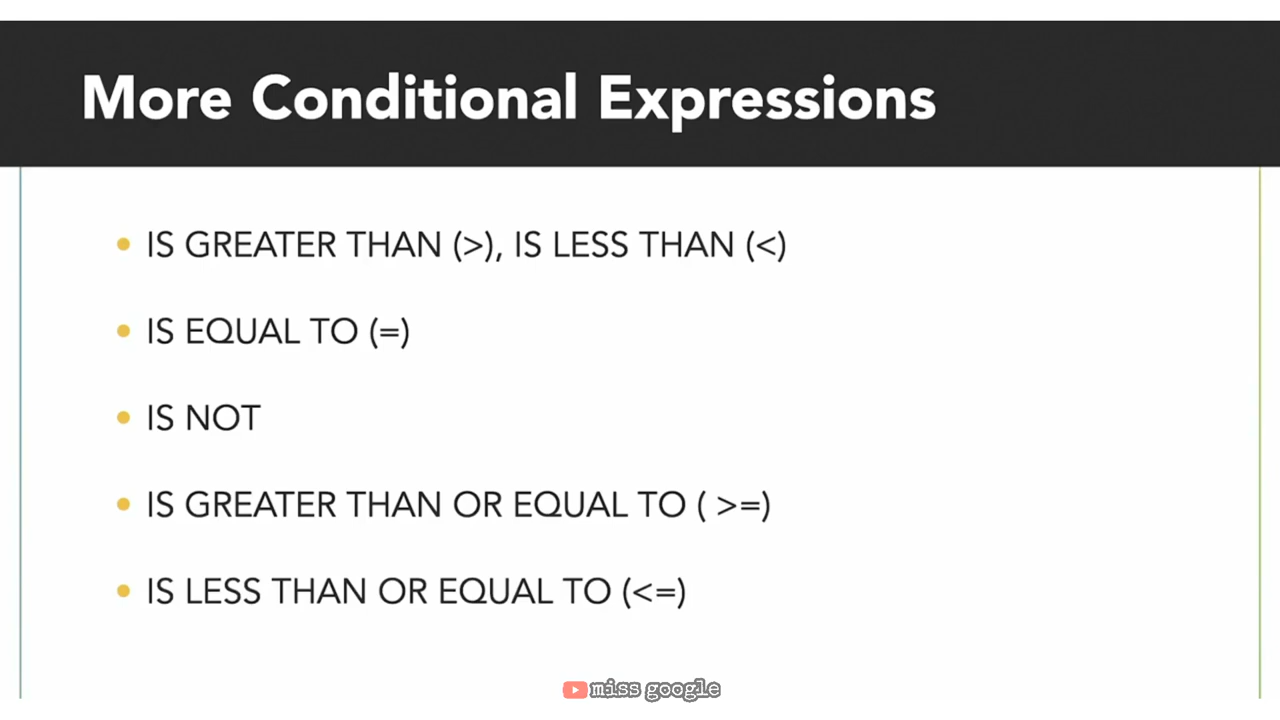 More Conditional Expressions
• IS GREATER THAN (>), IS LESS THAN (<)
• IS EQUAL TO (=)
• IS NOT
• IS GREATER THAN OR EQUAL TO ( >=)
• IS LESS THAN OR EQUAL TO (<=)
miss google